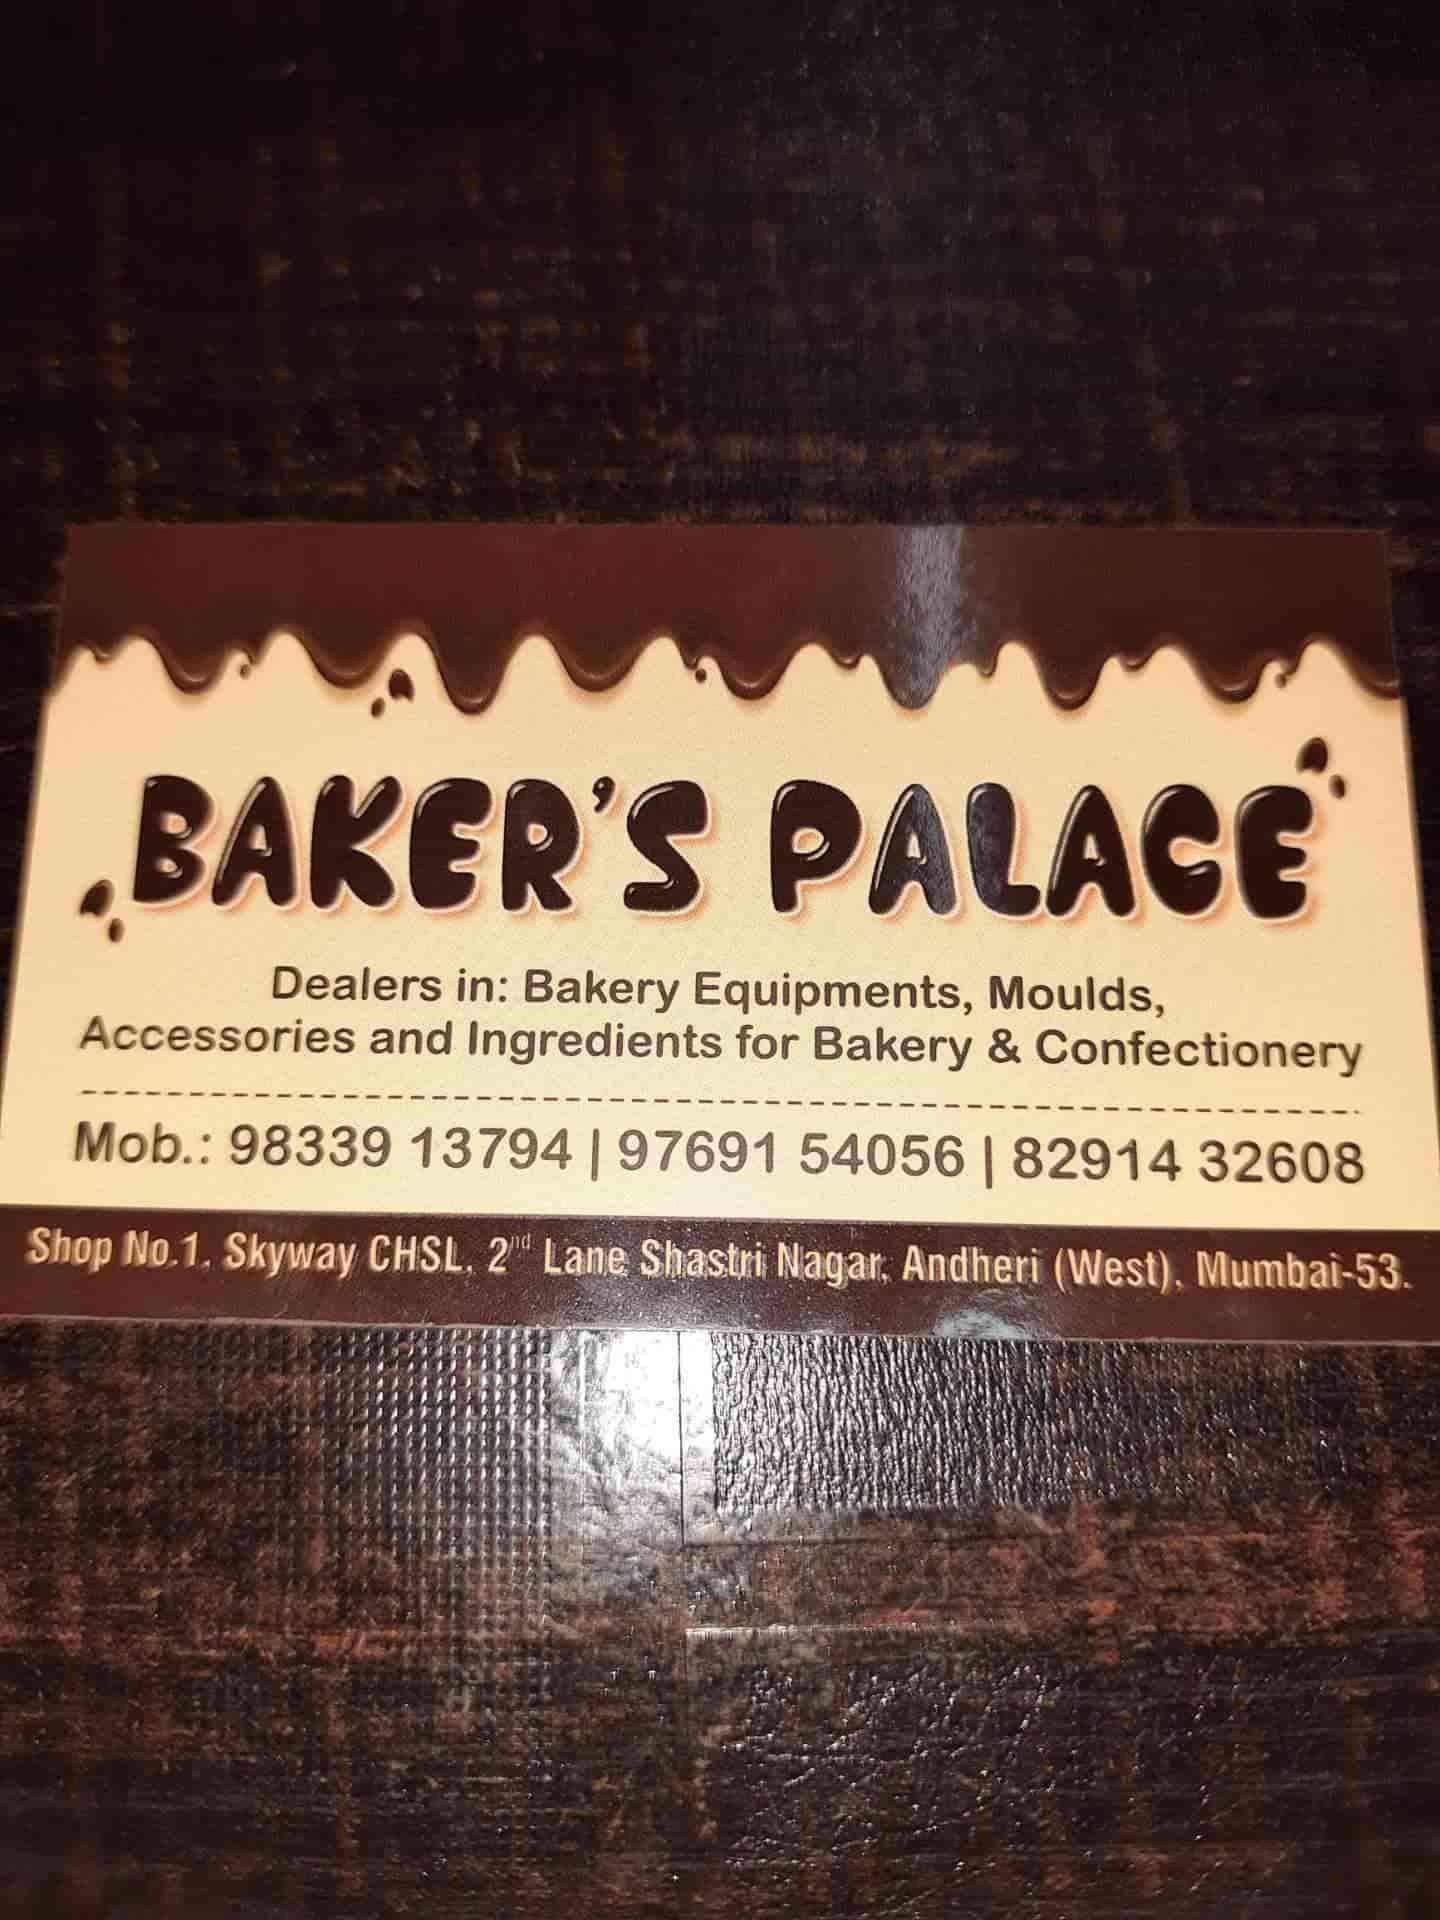 BAKER'S PALACE
Dealers in: Bakery Equipments, Moulds,
Accessories and Ingredients for Bakery & Confectionery
Mob.: 98339 13794 | 97691 54056 | 82914 32608
Shop No.1, Skyway CHSL, 2nd Lane Shastri Nagar, Andheri (West), Mumbai-53.